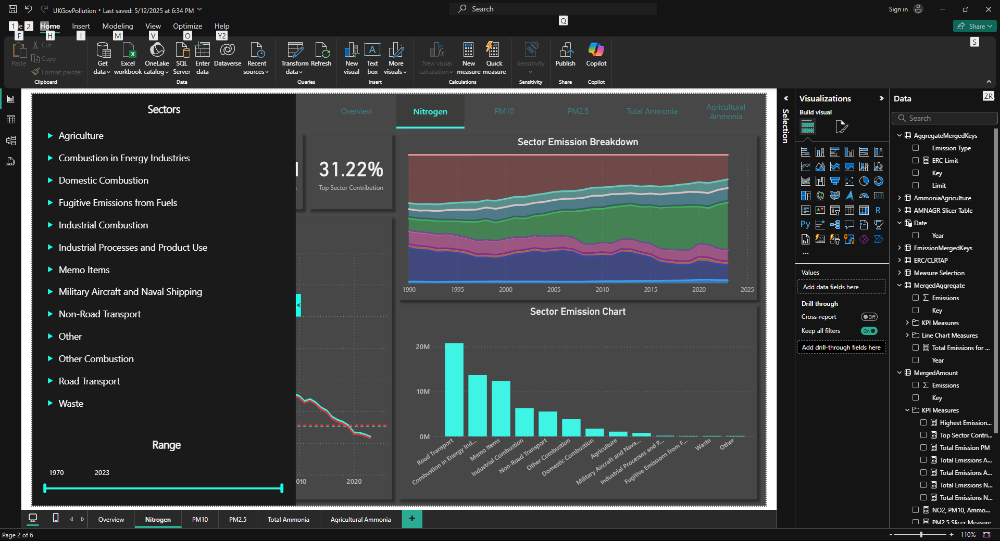 UKGovPollution • Last saved: 5/12/2025 at 6:34 PM
Search
Sign in
Q
1
2
Home
Insert
Modeling
View
Optimize
Help
Share
F
H
I
M
V
O
Y2
S
Paste
Cut
Copy
Format painter
Clipboard
Get data
Excel workbook
OneLake catalog
SQL Server
Enter data
Dataverse
Recent sources
Data
Transform data
Refresh
Queries
New visual
Text box
More visuals
Insert
New visual calculation
New measure
Quick measure
Calculations
Sensitivity
Sensitivity
Publish
Share
Copilot
Copilot
Sectors
Agriculture
Combustion in Energy Industries
Domestic Combustion
Fugitive Emissions from Fuels
Industrial Combustion
Industrial Processes and Product Use
Memo Items
Military Aircraft and Naval Shipping
Non-Road Transport
Other
Other Combustion
Road Transport
Waste
Range
1970
2023
Overview
Nitrogen
PM10
PM2.5
Total Ammonia
Agricultural
Ammonia
31.22%
Top Sector Contribution
010
2020
Sector Emission Breakdown
1990
1995
2000
2005
2010
2015
2020
2025
Sector Emission Chart
20M
10M
0M
Road Transport
Combustion in Energy Ind...
Memo Items
Industrial Combustion
Non-Road Transport
Other Combustion
Domestic Combustion
Agriculture
Military Aircraft and Nava...
Industrial Processes and P...
Fugitive Emissions from F...
Waste
Other
Selection
Visualizations
Build visual
R
Py
123
123
...
Values
Add data fields here
Drill through
Cross-report
Off
Keep all filters
On
Add drill-through fields here
Data
ZR
Search
AggregateMergedKeys
Emission Type
ERC Limit
Key
Limit
AmmoniaAgriculture
AMNAGR Slicer Table
Date
Year
EmissionMergedKeys
ERC/CLRTAP
Measure Selection
MergedAggregate
Emissions
Key
KPI Measures
Line Chart Measures
Total Emissions for ...
Year
MergedAmount
Emissions
Key
KPI Measures
Highest Emission...
Top Sector Contri...
Total Emission PM
Total Emissions A...
Total Emissions A...
Total Emissions N...
Total Emissions N...
NO2, PM10, Ammo...
PM2.5 Slicer Measure
Overview
Nitrogen
PM10
PM2.5
Total Ammonia
Agricultural Ammonia
+
Page 2 of 6
-
+
110%